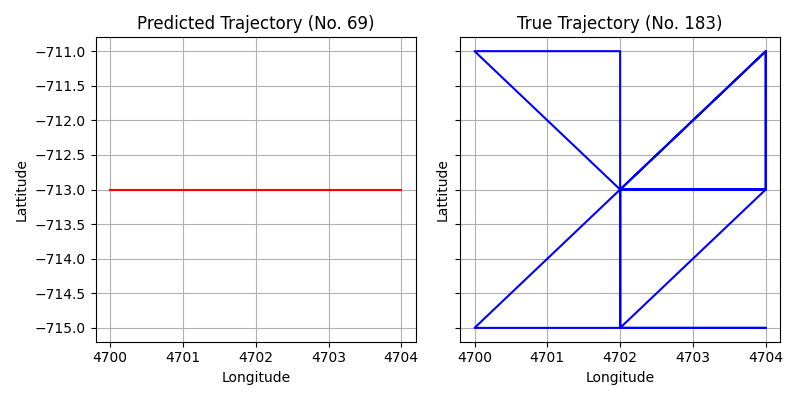 Predicted Trajectory (No. 69)
True Trajectory (No. 183)
Lattitude
−711.0
−711.5
−712.0
−712.5
−713.0
−713.5
−714.0
−714.5
−715.0
4700 4701 4702 4703 4704
Longitude
Lattitude
4700 4701 4702 4703 4704
Longitude